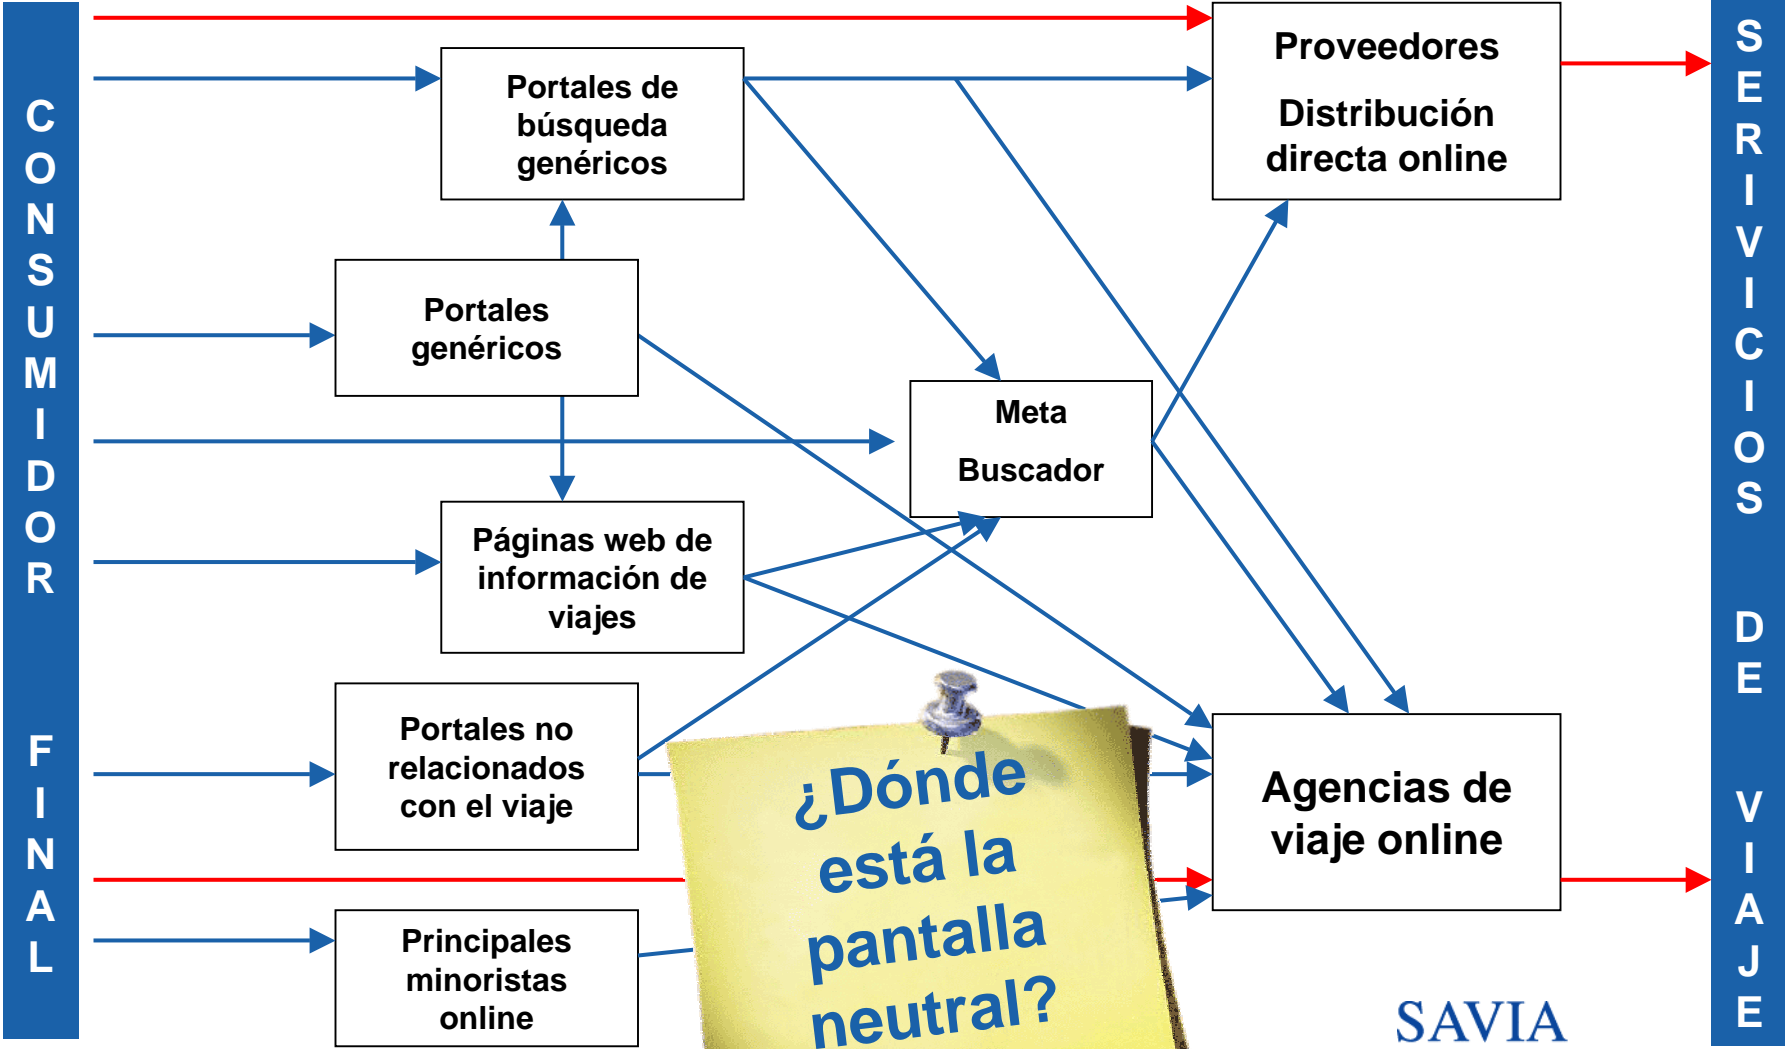 CONSUMIDOR FINAL
Portales de
búsqueda
genéricos
Proveedores
Distribución
directa online
Portales
genéricos
Meta
Buscador
Páginas web de
información de
viajes
Portales no
relacionados
con el viaje
¿Dónde
está la
pantalla
neutral?
Agencias de
viaje online
Principales
minoristas
online
SAVIA
SERIVICIOS DE VIAJE